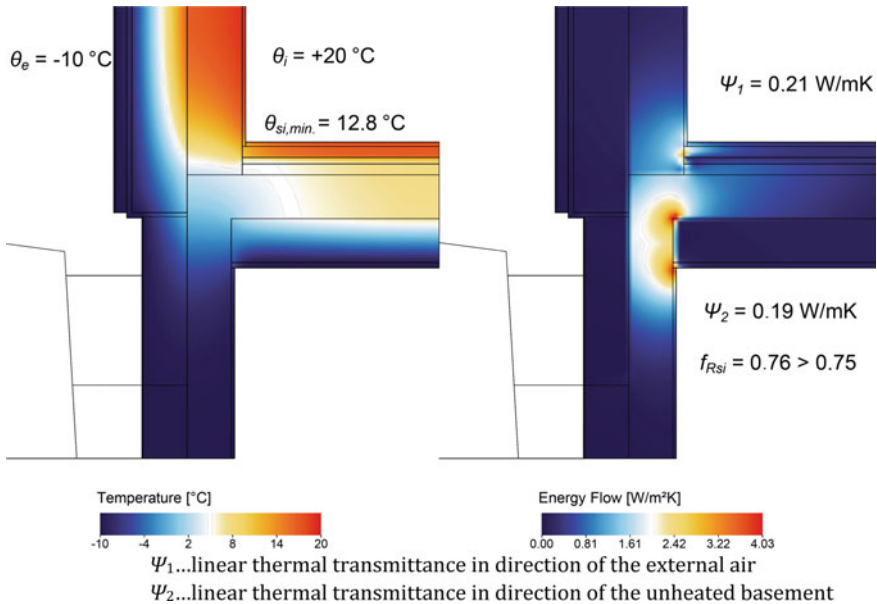 θe = -10 °C
θi = +20 °C
θsi,min. = 12.8 °C
Ψ1 = 0.21 W/mK
Ψ2 = 0.19 W/mK
fRsi = 0.76 > 0.75
Temperature [°C]
-10 -4 2 8 14 20
Energy Flow [W/m²K]
0.00 0.81 1.61 2.42 3.22 4.03
Ψ1...linear thermal transmittance in direction of the external air
Ψ2...linear thermal transmittance in direction of the unheated basement